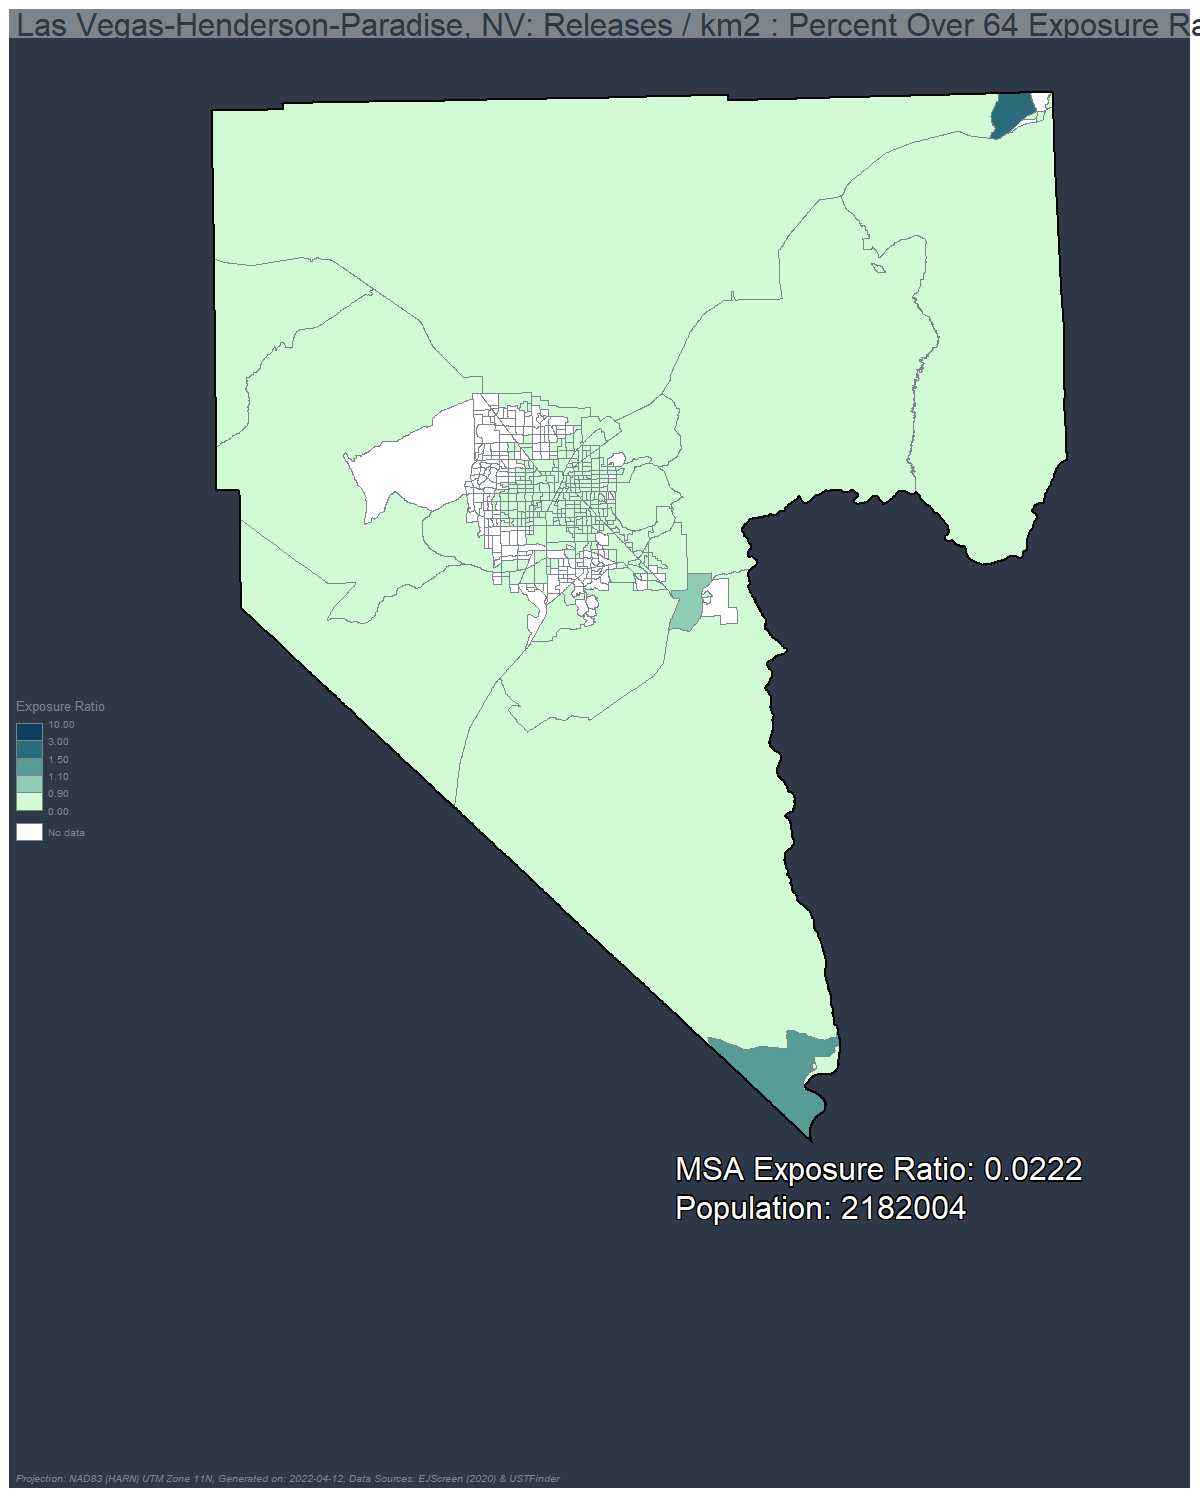 Las Vegas-Henderson-Paradise, NV: Releases / km2 : Percent Over 64 Exposure Ra
Exposure Ratio
10.00
3.00
1.50
1.10
0.90
0.00
No data
MSA Exposure Ratio: 0.0222
Population: 2182004
Projection: NAD83 (HARN) UTM Zone 11N, Generated on: 2022-04-12, Data Sources: EJScreen (2020) & USTFinder